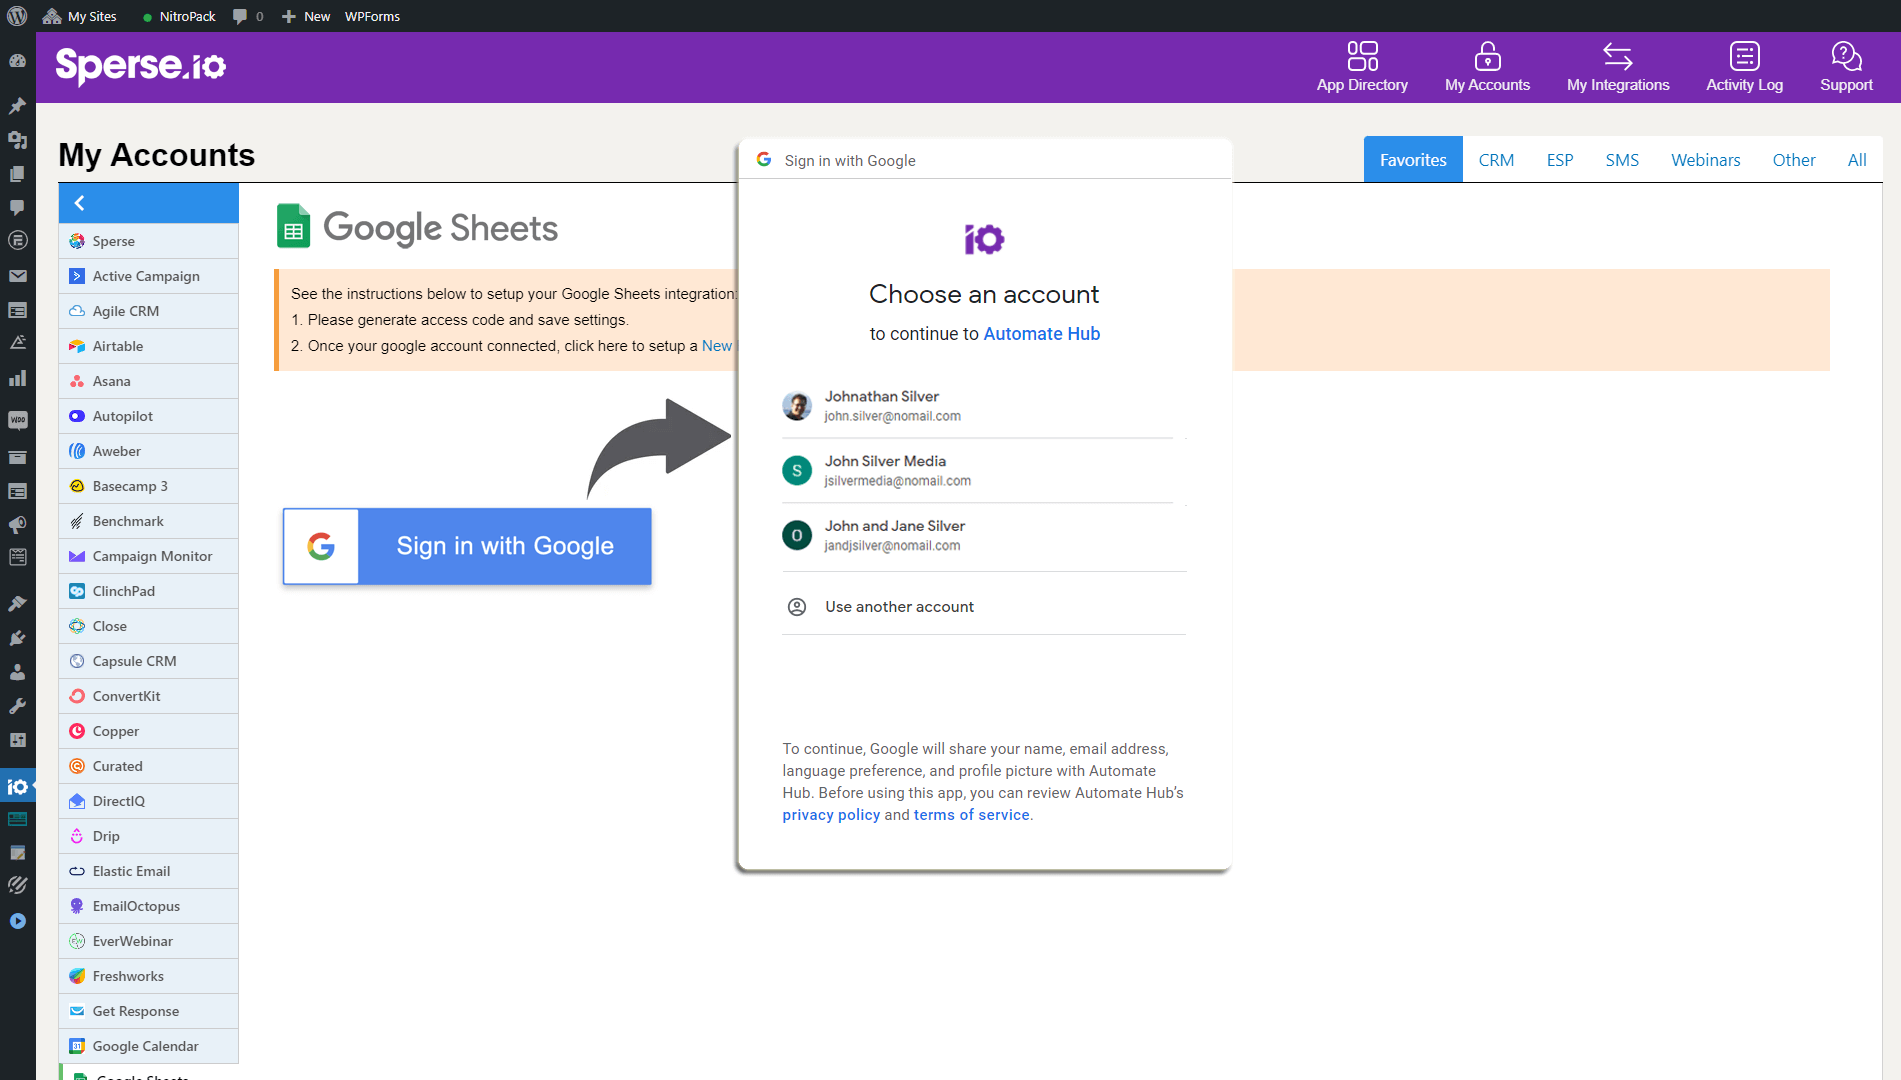 My Sites
NitroPack
0
New
WPForms
Sperse.io
App Directory
My Accounts
My Integrations
Activity Log
Support
My Accounts
Favorites
CRM
ESP
SMS
Webinars
Other
All
Sperse
Active Campaign
Agile CRM
Airtable
Asana
Autopilot
Aweber
Basecamp 3
Benchmark
Campaign Monitor
ClinchPad
Close
Capsule CRM
ConvertKit
Copper
Curated
DirectIQ
Drip
Elastic Email
EmailOctopus
EverWebinar
Freshworks
Get Response
Google Calendar
Google Sheets
Google Sheets
See the instructions below to setup your Google Sheets integration:
1. Please generate access code and save settings.
2. Once your google account connected, click here to setup a New
Sign in with Google
Sign in with Google
io
Choose an account
to continue to Automate Hub
Johnathan Silver
john.silver@nomail.com
S
John Silver Media
jsilvermedia@nomail.com
O
John and Jane Silver
jandjsilver@nomail.com
Use another account
To continue, Google will share your name, email address,
language preference, and profile picture with Automate
Hub. Before using this app, you can review Automate Hub’s
privacy policy and terms of service.